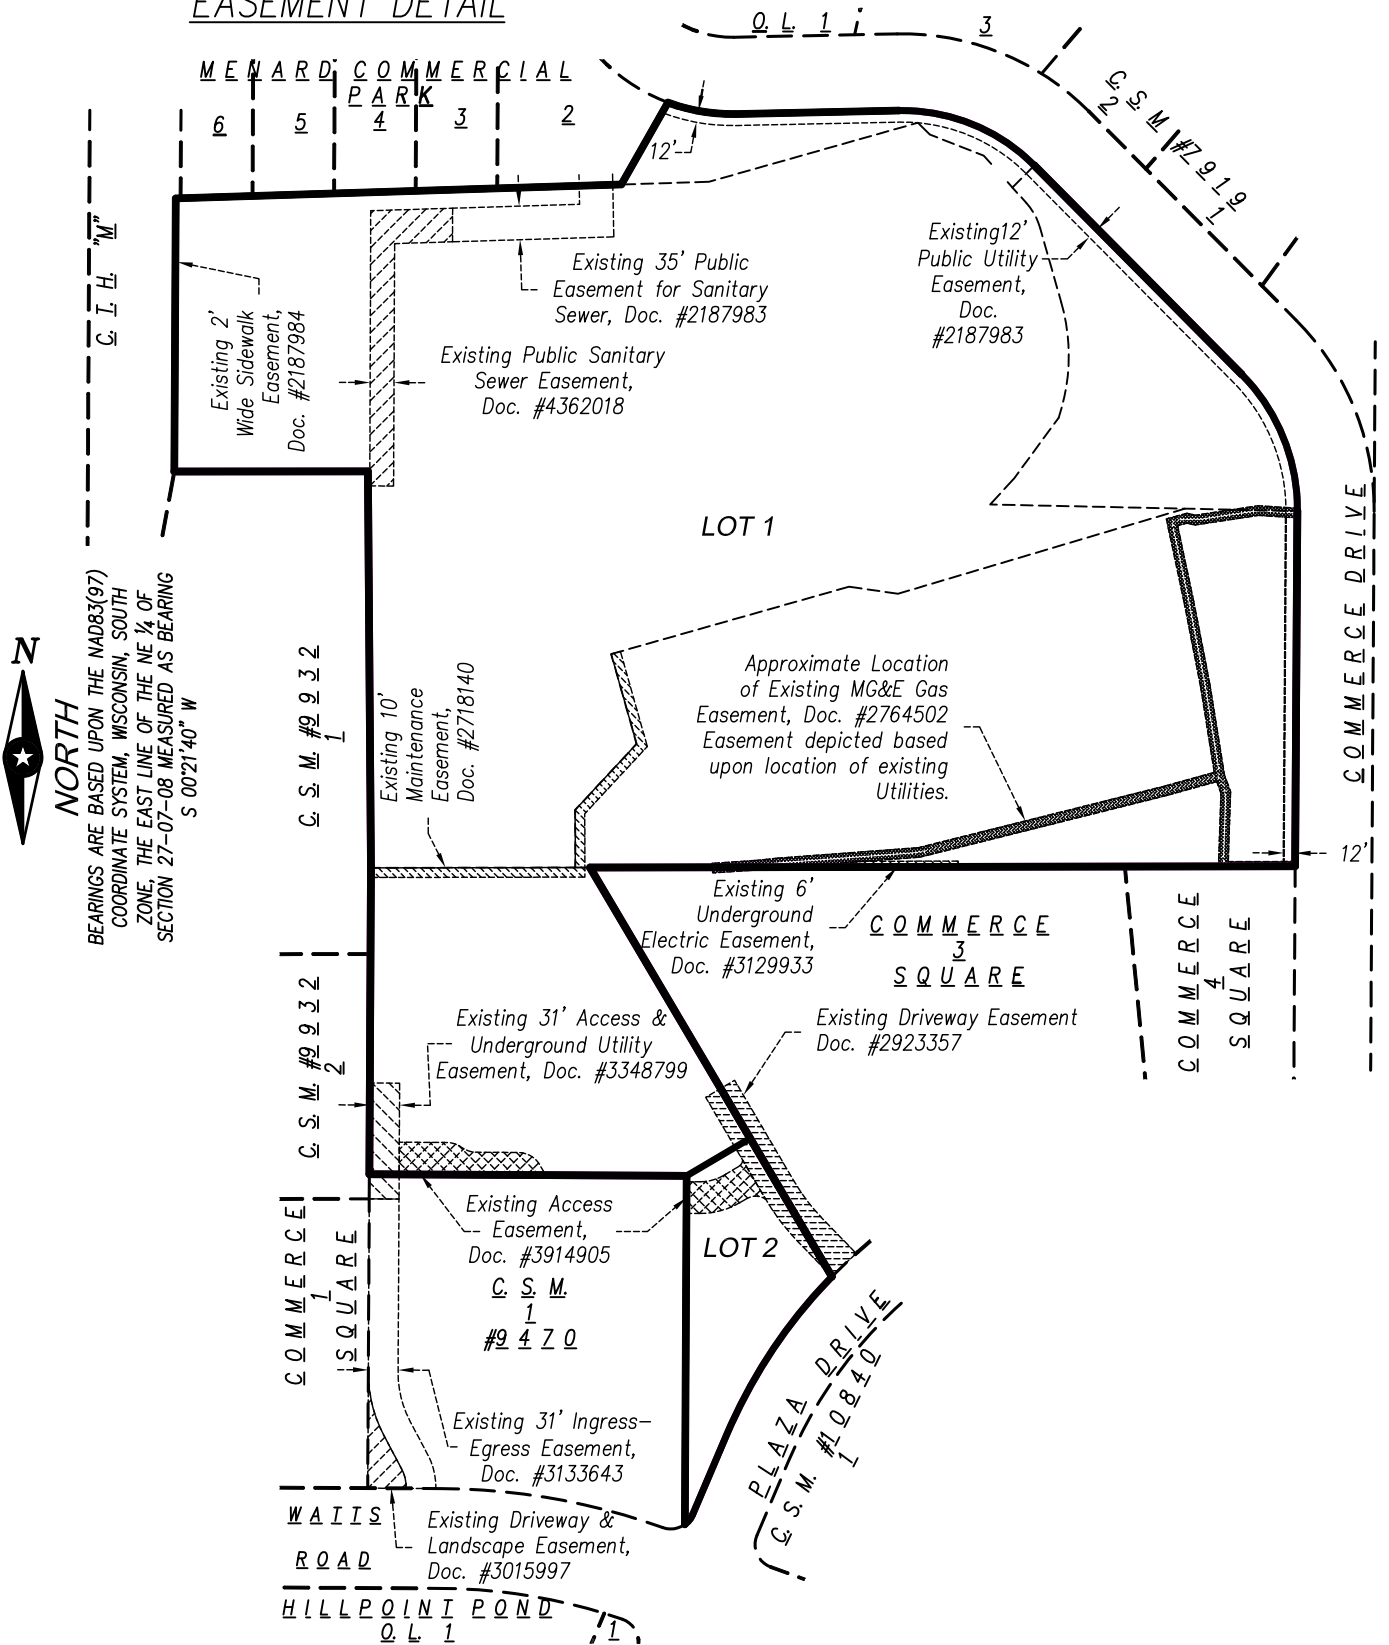 EASEMENT DETAIL
O. L. 1
3
MENARD COMMERCIAL
PARK
6
5
4
3
2
C. S. M #7919
2
1
12'
C. T. H. "M"
Existing 2'
Wide Sidewalk
Easement,
Doc. #2187984
Existing 35' Public
Easement for Sanitary
Sewer, Doc. #2187983
Existing Public Sanitary
Sewer Easement,
Doc. #4362018
Existing12'
Public Utility
Easement,
Doc.
#2187983
LOT 1
COMMERCE DRIVE
N
NORTH
BEARINGS ARE BASED UPON THE NAD83(97)
COORDINATE SYSTEM, WISCONSIN, SOUTH
ZONE, THE EAST LINE OF THE NE ¼ OF
SECTION 27-07-08 MEASURED AS BEARING
S 00°21'40" W
C. S. M. #9932
1
Existing 10'
Maintenance
Easement,
Doc. #2718140
Approximate Location
of Existing MG&E Gas
Easement, Doc. #2764502
Easement depicted based
upon location of existing
Utilities.
12'
Existing 6'
Underground
Electric Easement,
Doc. #3129933
COMMERCE
3
SQUARE
COMMERCE
4
SQUARE
C. S. M. #9932
2
Existing 31' Access &
Underground Utility
Easement, Doc. #3348799
Existing Driveway Easement
Doc. #2923357
Existing Access
Easement,
Doc. #3914905
LOT 2
C. S. M.
1
#9470
COMMERCE
1
SQUARE
PLAZA DRIVE
C. S. M. #10840
1
Existing 31' Ingress-
Egress Easement,
Doc. #3133643
WATTS
ROAD
Existing Driveway &
Landscape Easement,
Doc. #3015997
HILLPOINT POND
O. L. 1
1